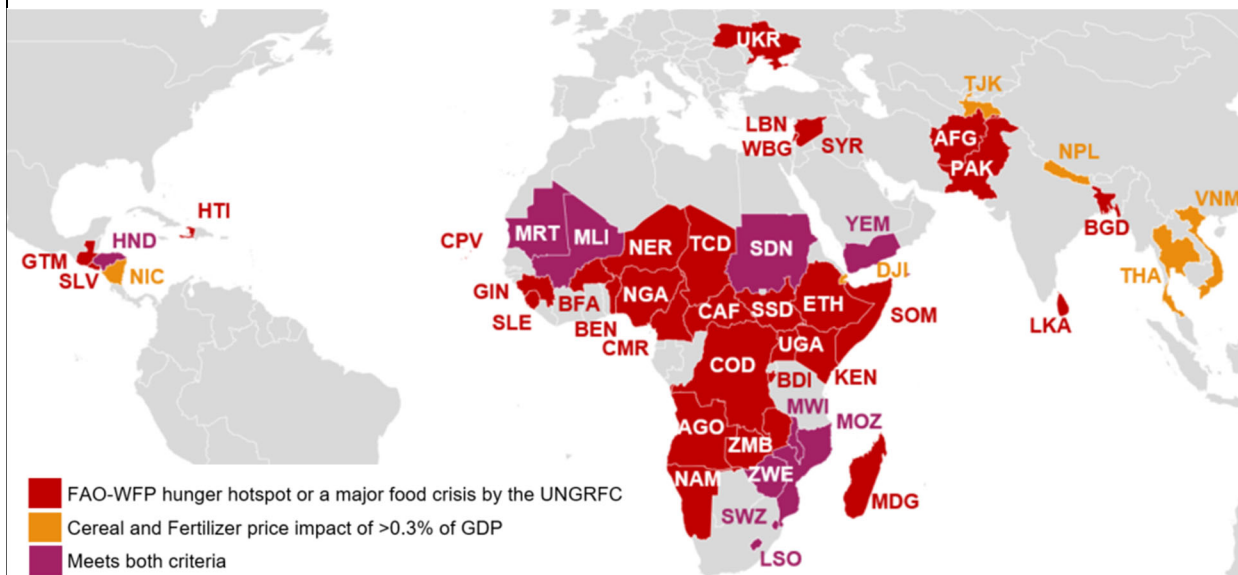 UKR
TJK
LBN
WBG
SYR
AFG
PAK
NPL
VNM
HTI
HND
GTM
SLV
NIC
CPV
MRT
MLI
NER
TCD
SDN
YEM
DJI
BGD
THA
GIN
SLE
BFA
BEN
CMR
NGA
CAF
SSD
ETH
SOM
LKA
UGA
COD
BDI
KEN
MWI
MOZ
AGO
ZMB
ZWE
NAM
MDG
SWZ
LSO
FAO-WFP hunger hotspot or a major food crisis by the UNGRFC
Cereal and Fertilizer price impact of >0.3% of GDP
Meets both criteria